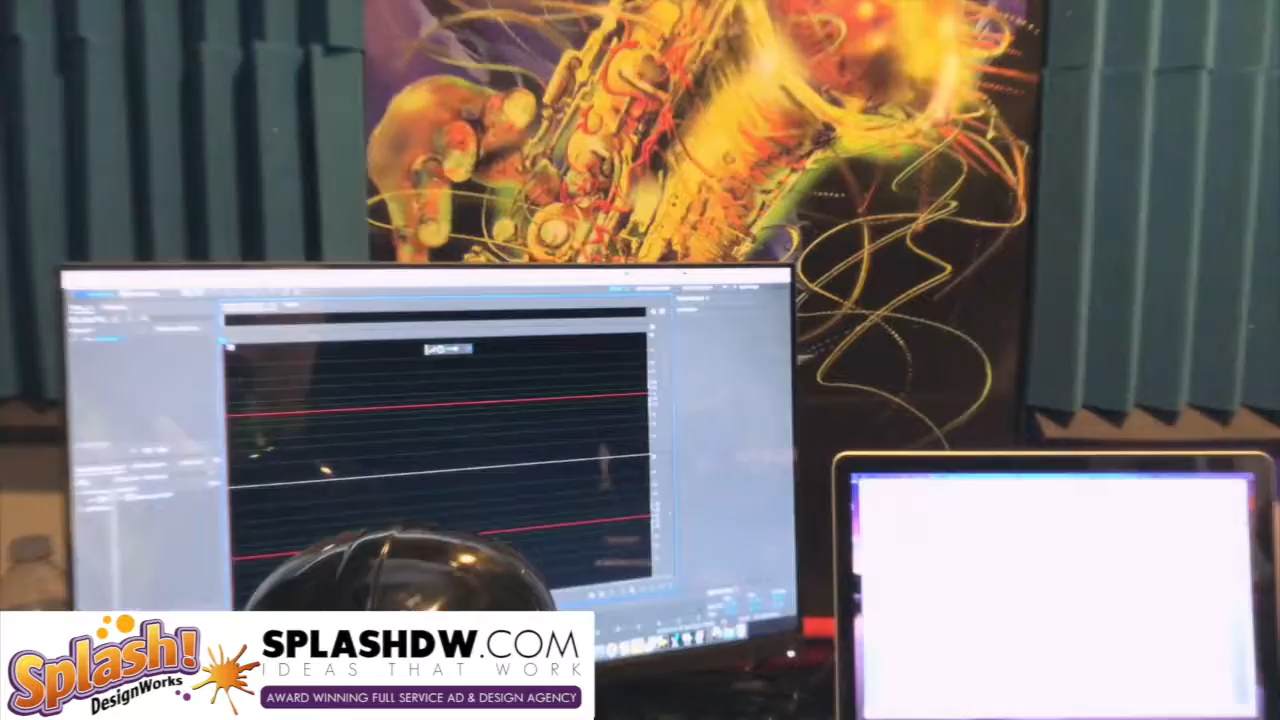 Splash!
DesignWorks
SPLASHDW.COM
IDEAS THAT WORK
AWARD WINNING FULL SERVICE AD & DESIGN AGENCY